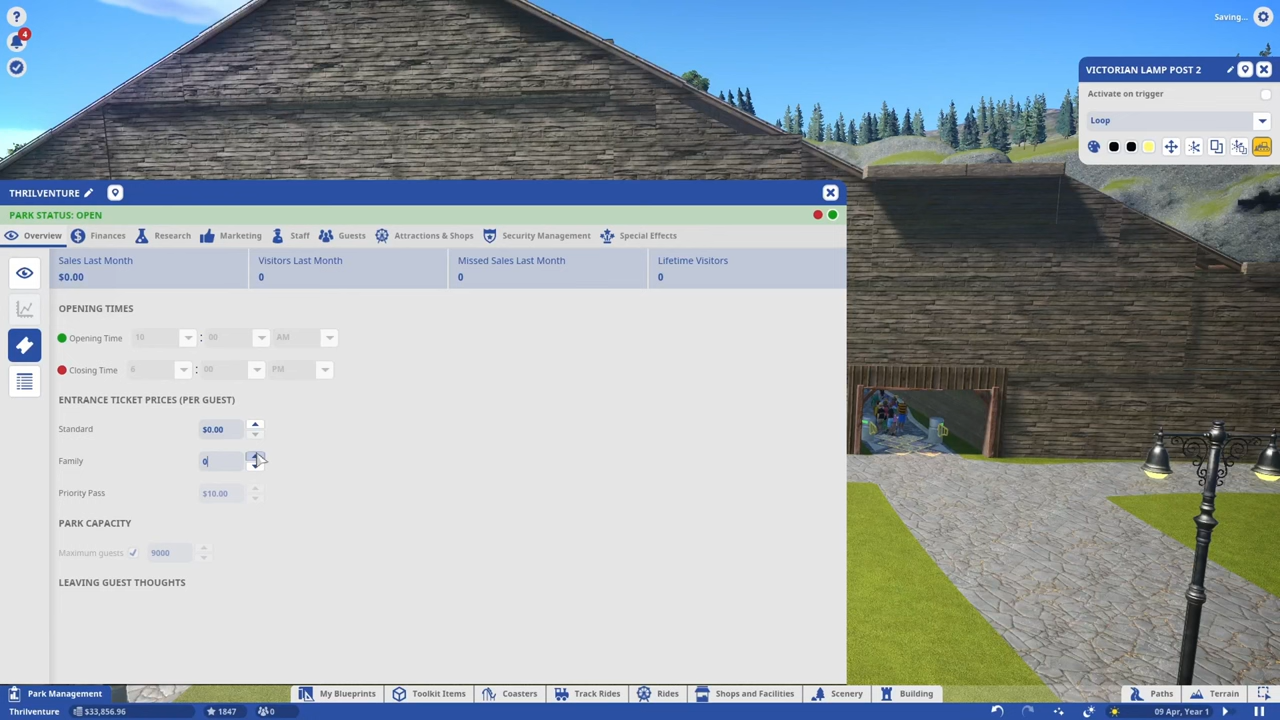 ?
Saving...
4
VICTORIAN LAMP POST 2
Activate on trigger
Loop
THRILVENTURE
PARK STATUS: OPEN
Overview Finances Research Marketing Staff Guests Attractions & Shops Security Management Special Effects
Sales Last Month Visitors Last Month Missed Sales Last Month Lifetime Visitors
$0.00 0 0 0
OPENING TIMES
Opening Time 10 : 00 AM
Closing Time 6 : 00 PM
ENTRANCE TICKET PRICES (PER GUEST)
Standard $0.00
Family 0
Priority Pass $10.00
PARK CAPACITY
Maximum guests 9000
LEAVING GUEST THOUGHTS
Park Management My Blueprints Toolkit Items Coasters Track Rides Rides Shops and Facilities Scenery Building Paths Terrain
Thrilventure $33,856.96 1847 0 09 Apr, Year 1